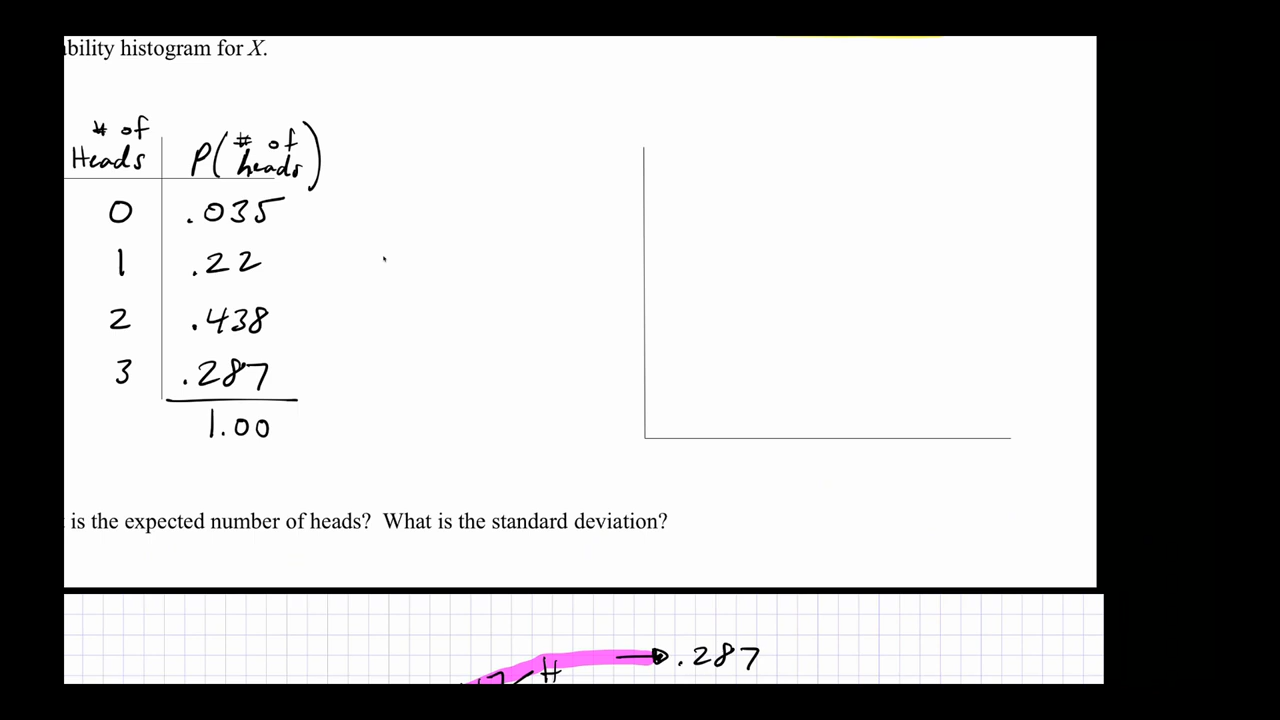 bility histogram for X.
# of
Heads
P(# of heads)
0 .035
1 .22
2 .438
3 .287
1.00
is the expected number of heads? What is the standard deviation?
H .287